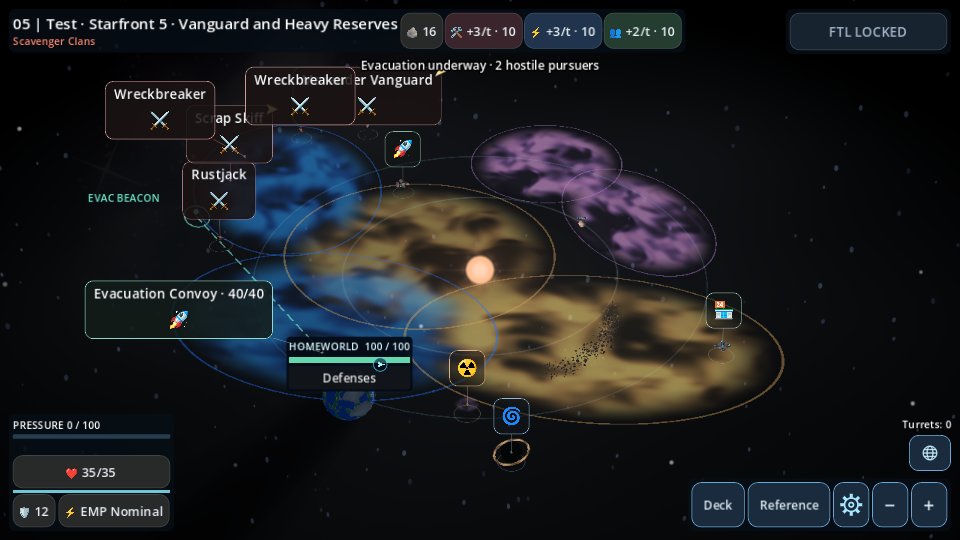 05 | Test · Starfront 5 · Vanguard and Heavy Reserves
Scavenger Clans
16
+3/t · 10
+3/t · 10
+2/t · 10
FTL LOCKED
Evacuation underway · 2 hostile pursuers
Wreckbreaker
Wreckbreaker
Vanguard
Scrap Skiff
Rustjack
EVAC BEACON
Evacuation Convoy · 40/40
HOMEWORLD 100 / 100
Defenses
PRESSURE 0 / 100
35/35
12
EMP Nominal
Turrets: 0
Deck
Reference
−
+